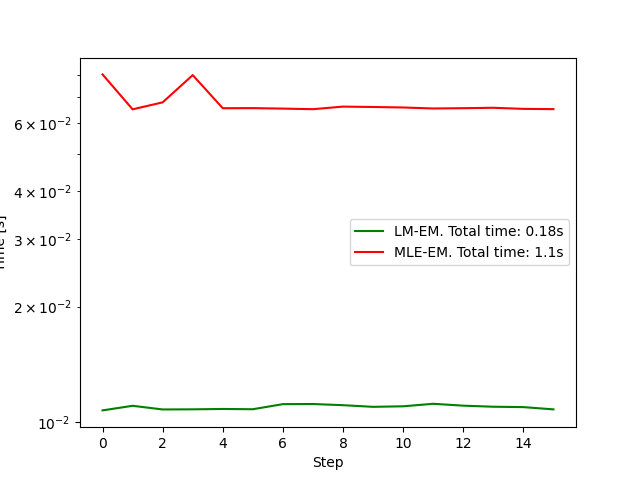 6 × 10⁻²
4 × 10⁻²
3 × 10⁻²
2 × 10⁻²
10⁻²
Time [s]
LM-EM. Total time: 0.18s
MLE-EM. Total time: 1.1s
0 2 4 6 8 10 12 14
Step